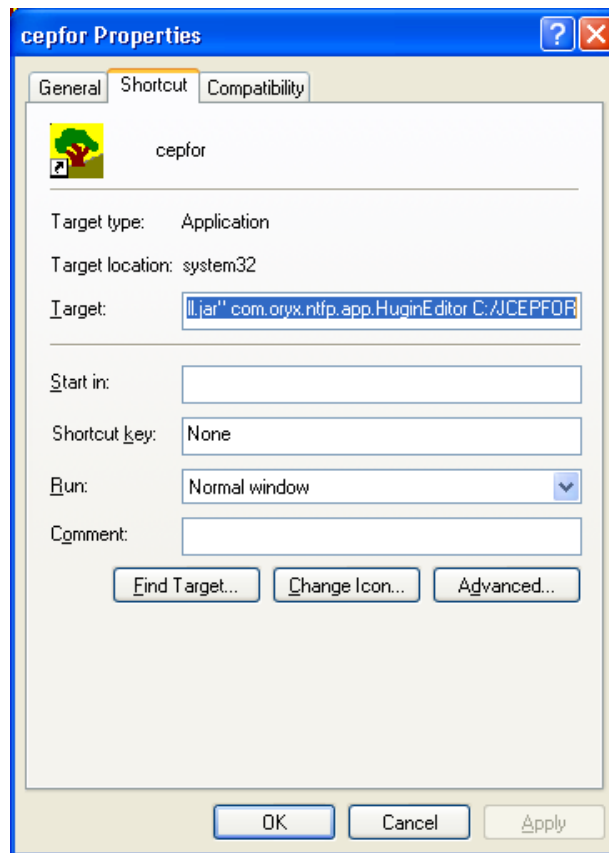 cepfor Properties
General Shortcut Compatibility
cepfor
Target type: Application
Target location: system32
Target: ll.jar" com.oryx.ntfp.app.HuginEditor C:/JCEPFOR
Start in:
Shortcut key: None
Run: Normal window
Comment:
Find Target... Change Icon... Advanced...
OK Cancel Apply